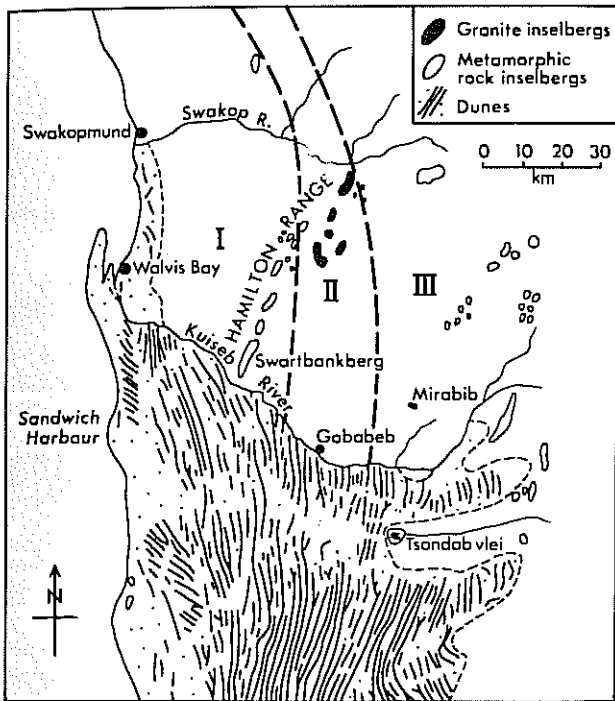 Granite inselbergs
Metamorphic
rock inselbergs
Dunes
0 10 20 30
km
Swakop R.
Swakopmund
HAMILTON RANGE
I
II
III
Walvis Bay
Kuiseb River
Swartbankberg
Mirabib
Sandwich
Harbaur
Gobabeb
Tsondab vlei
N